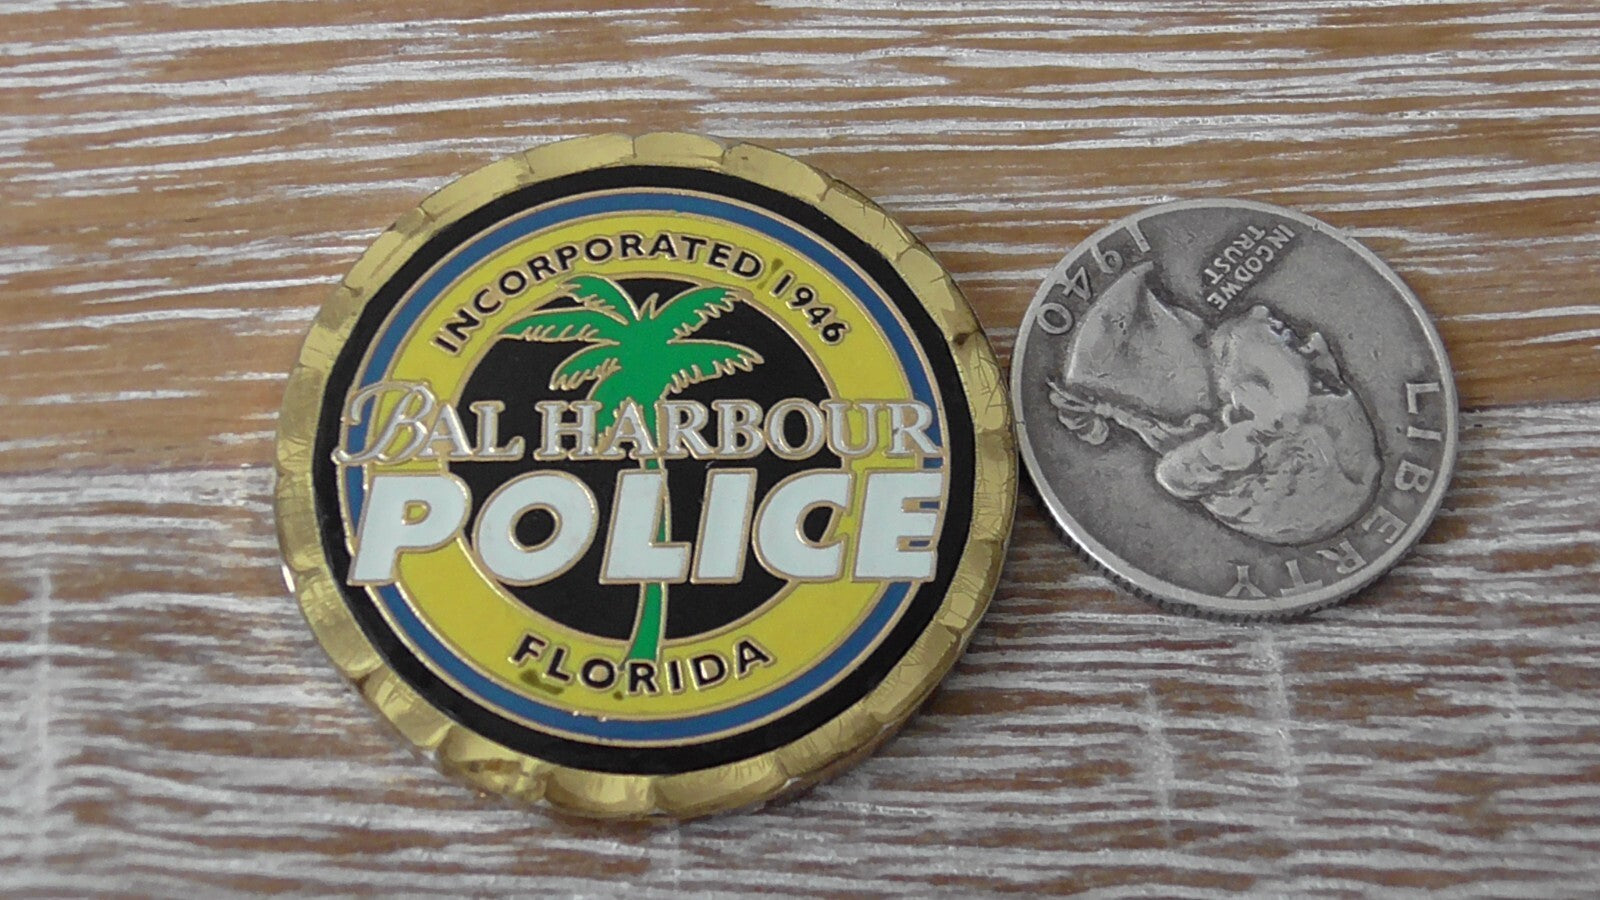 INCORPORATED 1946
BAL HARBOUR
POLICE
FLORIDA
LIBERTY
IN GOD WE
TRUST
1940